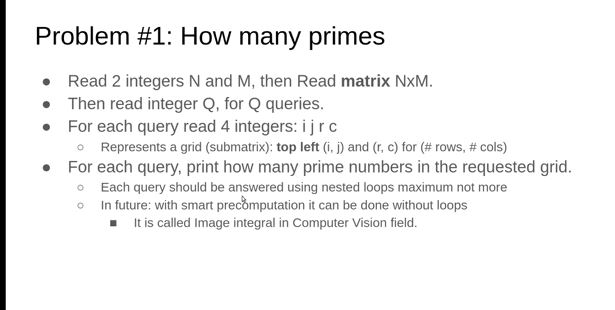 Problem #1: How many primes
● Read 2 integers N and M, then Read matrix NxM.
● Then read integer Q, for Q queries.
● For each query read 4 integers: i j r c
○ Represents a grid (submatrix): top left (i, j) and (r, c) for (# rows, # cols)
● For each query, print how many prime numbers in the requested grid.
○ Each query should be answered using nested loops maximum not more
○ In future: with smart precomputation it can be done without loops
■ It is called Image integral in Computer Vision field.